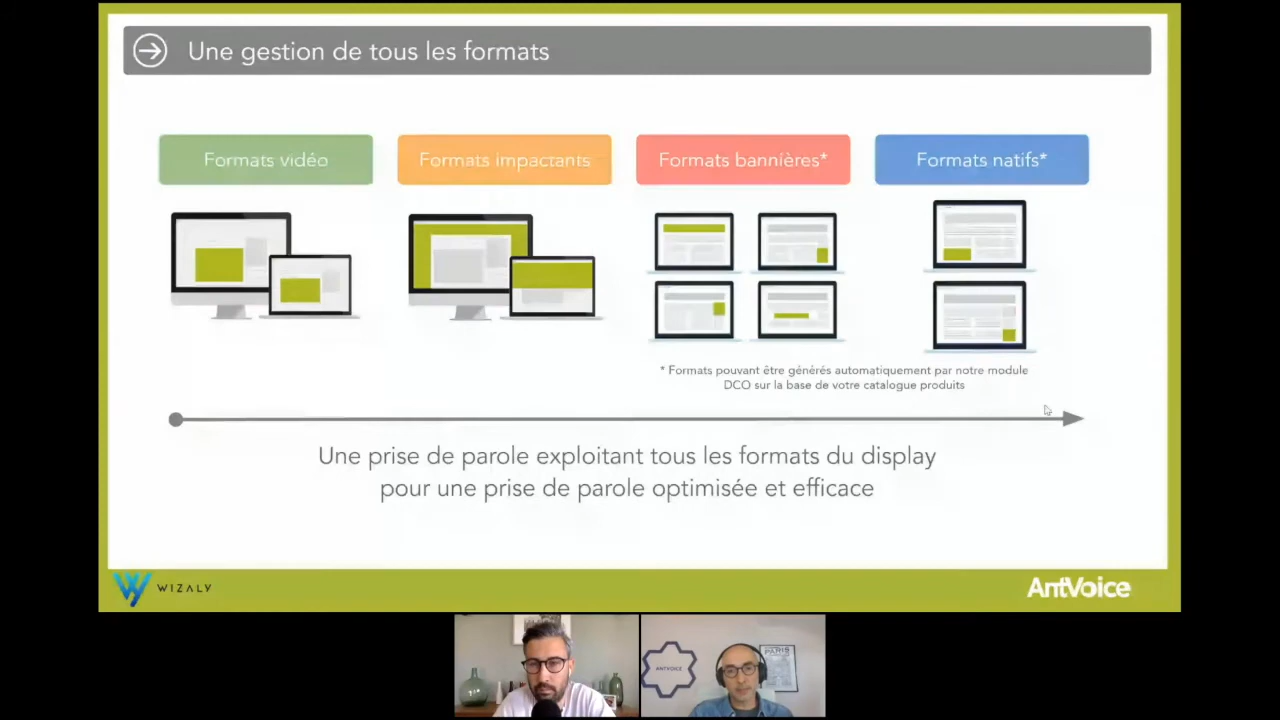 Une gestion de tous les formats
Formats vidéo
Formats impactants
Formats bannières*
Formats natifs*
* Formats pouvant être générés automatiquement par notre module
DCO sur la base de votre catalogue produits
Une prise de parole exploitant tous les formats du display
pour une prise de parole optimisée et efficace
WIZALY
AntVoice
ANTVOICE
PARIS